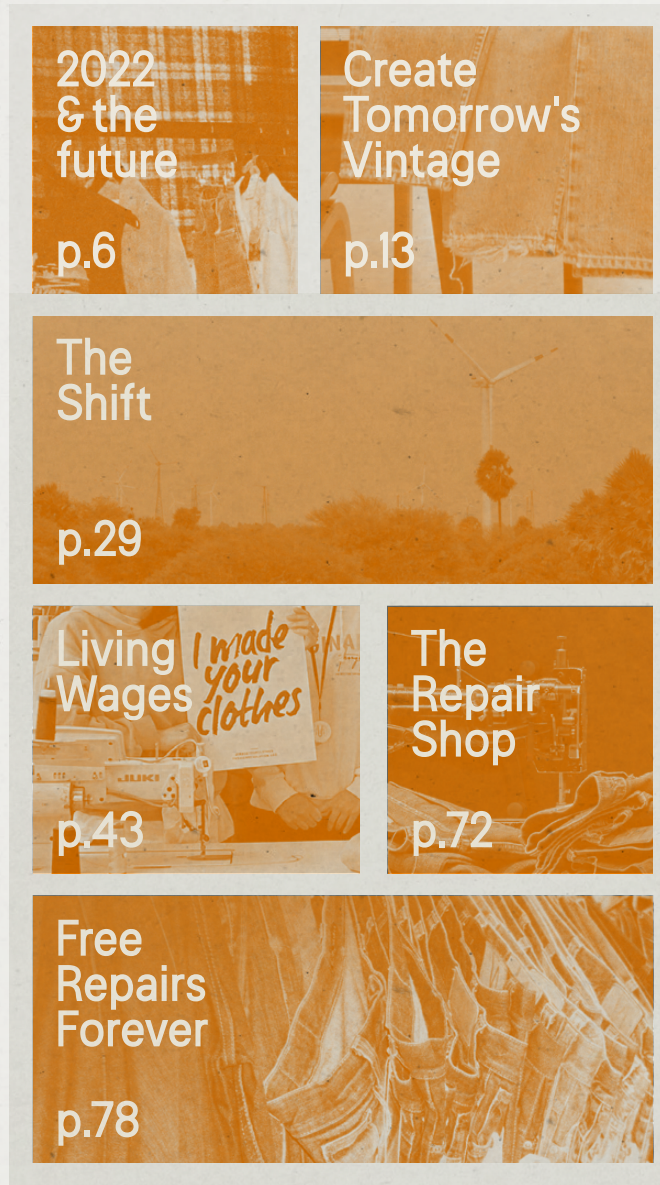 2022
& the
future
p.6
Create
Tomorrow's
Vintage
p.13
The
Shift
p.29
Living
Wages
I made
your
clothes
JUKI
p.43
The
Repair
Shop
p.72
Free
Repairs
Forever
p.78